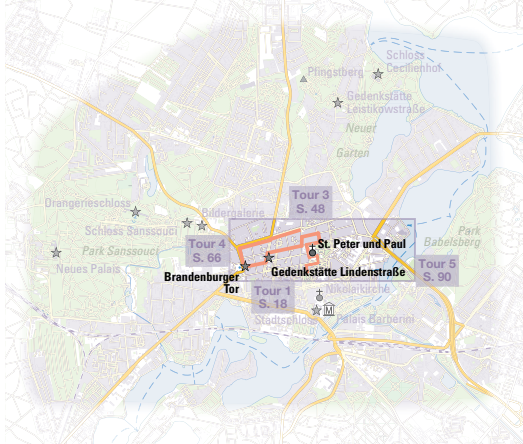 Schloss
Cecilienhof
Pfingstberg
Gedenkstätte
Leistikowstraße
Neuer
Garten
Tour 3
S. 48
Orangerieschloss
Bildergalerie
Schloss Sanssouci
Park
Babelsberg
Tour 4
S. 66
St. Peter und Paul
Park Sanssouci
Neues Palais
Brandenburger
Tor
Gedenkstätte Lindenstraße
Tour 5
S. 90
Tour 1
S. 18
Nikolaikirche
M
Stadtschloss
Palais Barberini